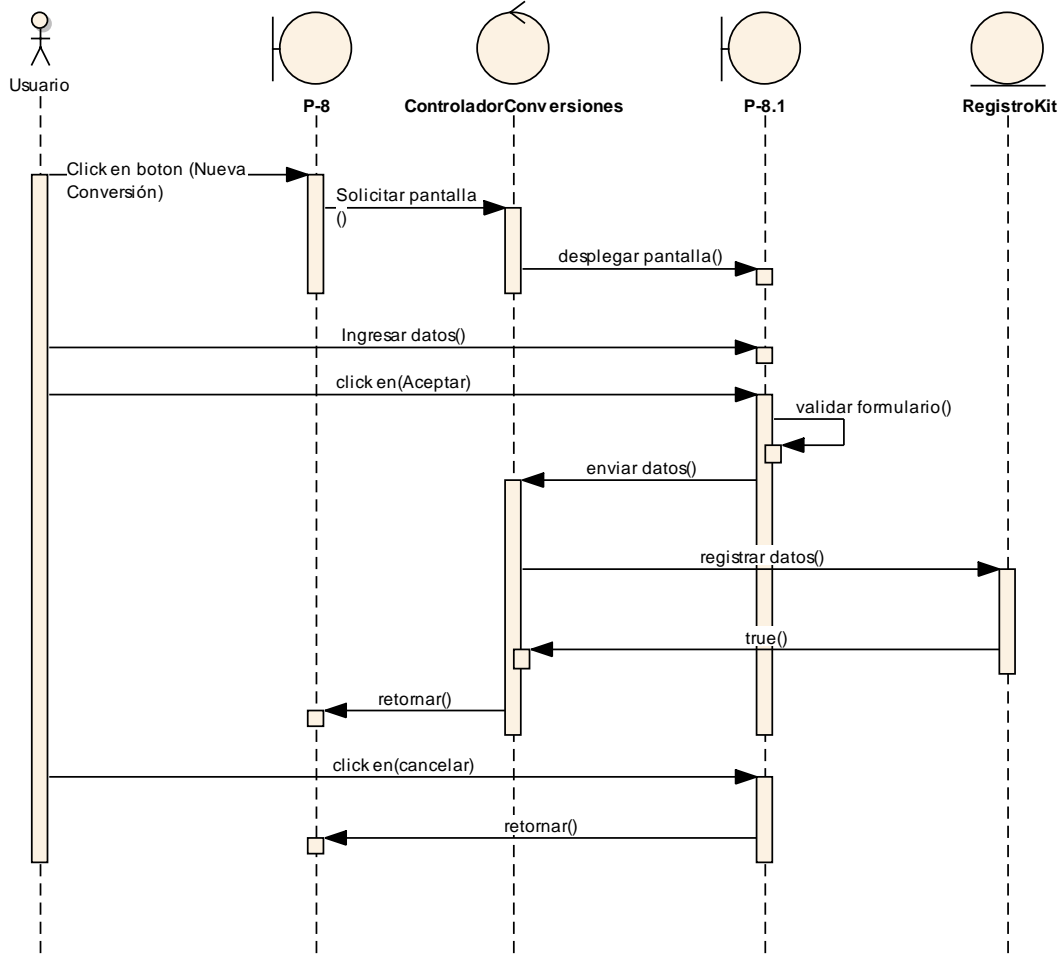 Usuario
P-8
ControladorConversiones
P-8.1
RegistroKit
Click en boton (Nueva
Conversión)
Solicitar pantalla
()
desplegar pantalla()
Ingresar datos()
click en(Aceptar)
validar formulario()
enviar datos()
registrar datos()
true()
retornar()
click en(cancelar)
retornar()